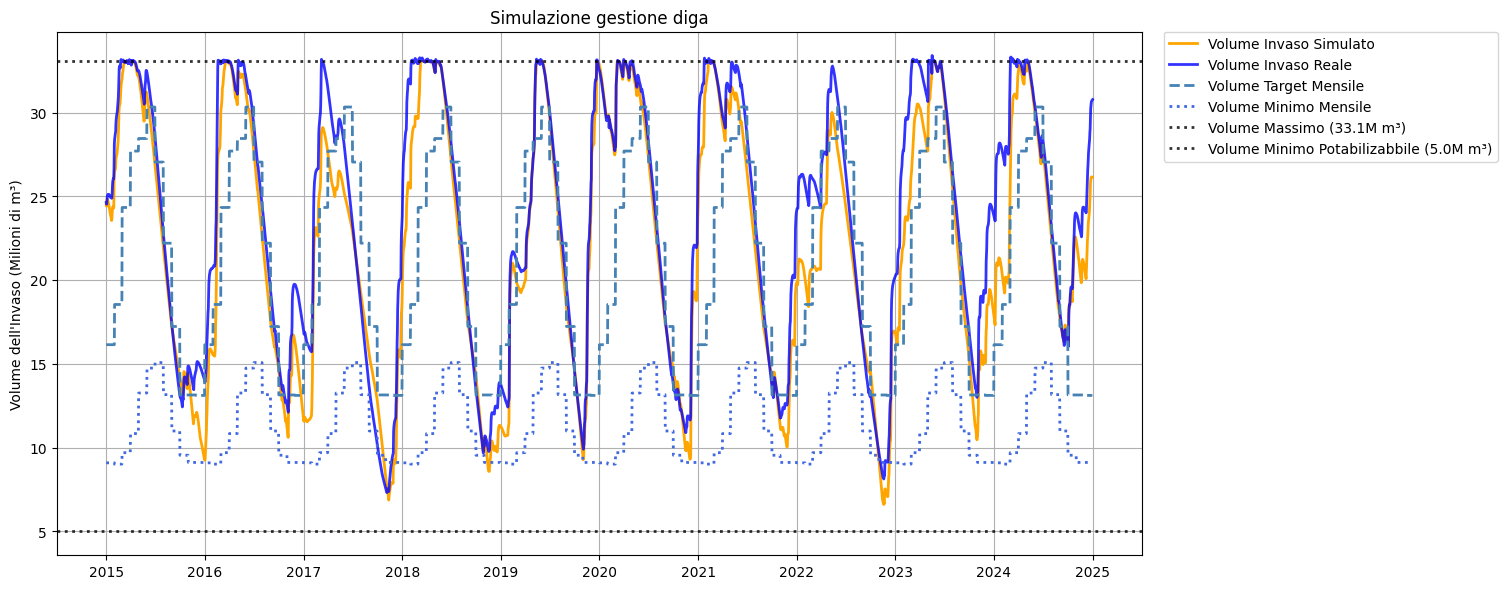 Simulazione gestione diga
Volume dell'Invaso (Milioni di m³)
30
25
20
15
10
5
2015
2016
2017
2018
2019
2020
2021
2022
2023
2024
2025
Volume Invaso Simulato
Volume Invaso Reale
Volume Target Mensile
Volume Minimo Mensile
Volume Massimo (33.1M m³)
Volume Minimo Potabilizabbile (5.0M m³)